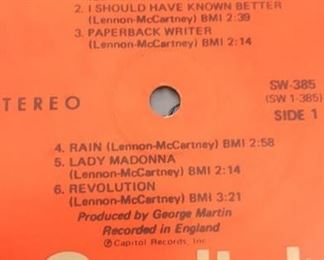 2. I SHOULD HAVE KNOWN BETTER
(Lennon-McCartney) BMI 2:39
3. PAPERBACK WRITER
(Lennon-McCartney) BMI 2:14
TEREO
SW-385
(SW 1-385)
SIDE 1
4. RAIN (Lennon-McCartney) BMI 2:58
5. LADY MADONNA
(Lennon-McCartney) BMI 2:14
6. REVOLUTION
(Lennon-McCartney) BMI 3:21
Produced by George Martin
Recorded in England
Ⓟ Capitol Records, Inc.